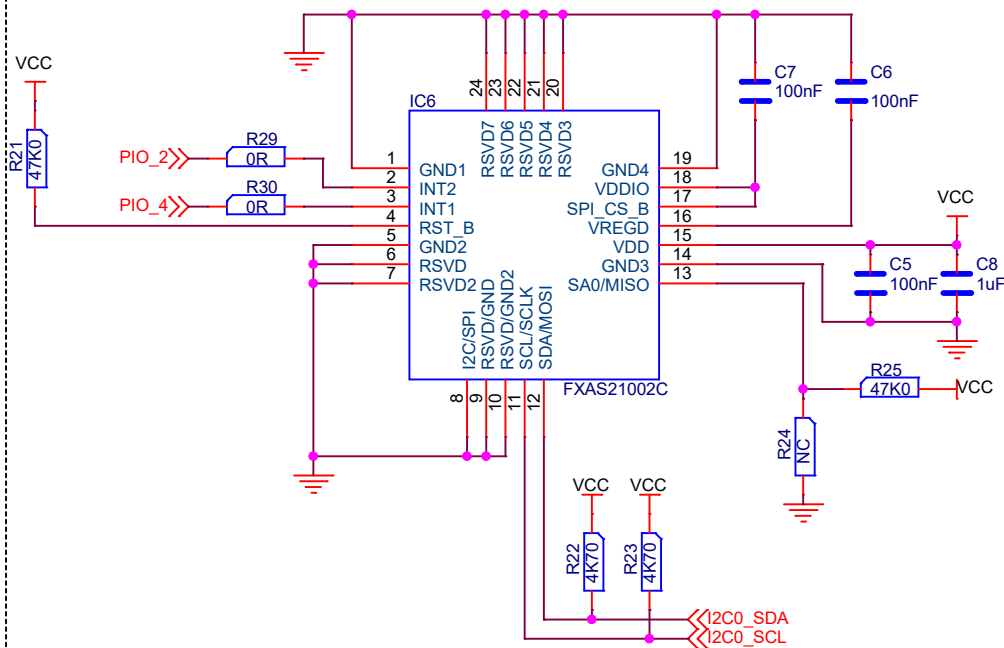 VCC
R21
47K0
PIO_2
R29
0R
PIO_4
R30
0R
IC6
24
23
22
21
20
RSVD7
RSVD6
RSVD5
RSVD4
RSVD3
1
GND1
2
INT2
3
INT1
4
RST_B
5
GND2
6
RSVD
7
RSVD2
GND4
19
VDDIO
18
SPI_CS_B
17
VREGD
16
VDD
15
GND3
14
SA0/MISO
13
I2C/SPI
RSVD/GND
RSVD/GND2
SCL/SCLK
SDA/MOSI
8
9
10
11
12
FXAS21002C
C7
100nF
C6
100nF
VCC
C5
100nF
C8
1uF
R25
47K0
VCC
R24
NC
VCC
VCC
R22
4K70
R23
4K70
I2C0_SDA
I2C0_SCL